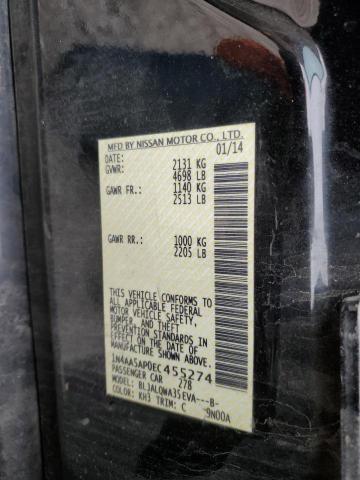 MFD BY NISSAN MOTOR CO., LTD.
DATE: 01/14
GVWR: 2131 KG
4698 LB
GAWR FR.: 1140 KG
2513 LB
GAWR RR.: 1000 KG
2205 LB
THIS VEHICLE CONFORMS TO
ALL APPLICABLE FEDERAL
MOTOR VEHICLE SAFETY,
BUMPER, AND THEFT
PREVENTION STANDARDS
IN EFFECT ON THE DATE OF
MANUFACTURE SHOWN ABOVE.
1N4AA5AP0EC455274
PASSENGER CAR 278
MODEL: BLJALQWA35EVA---B-
COLOR: KH3 TRIM: C 9N00A